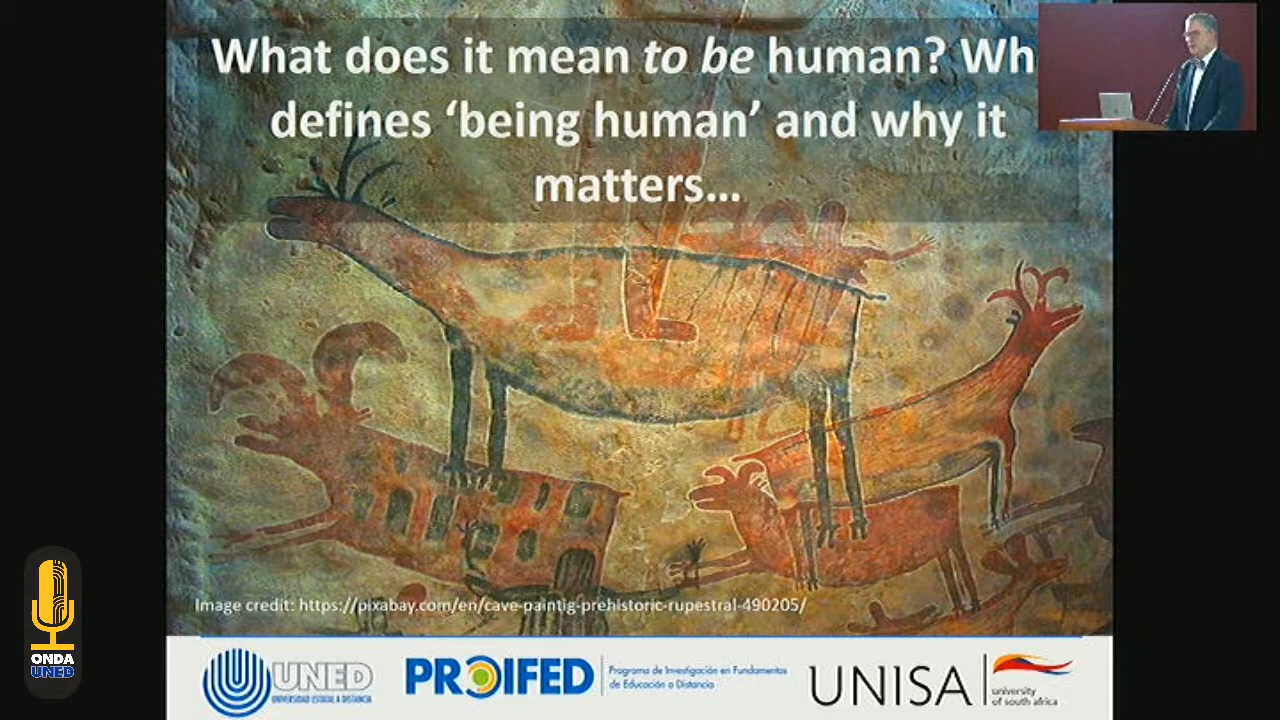 What does it mean to be human? Wh
defines ‘being human’ and why it
matters...
Image credit: https://pixabay.com/en/cave-paintig-prehistoric-rupestral-490205/
ONDA
UNED
UNED
UNIVERSIDAD ESTATAL A DISTANCIA
PROIFED
Programa de Investigación en Fundamentos
de Educación a Distancia
UNISA
university
of south africa